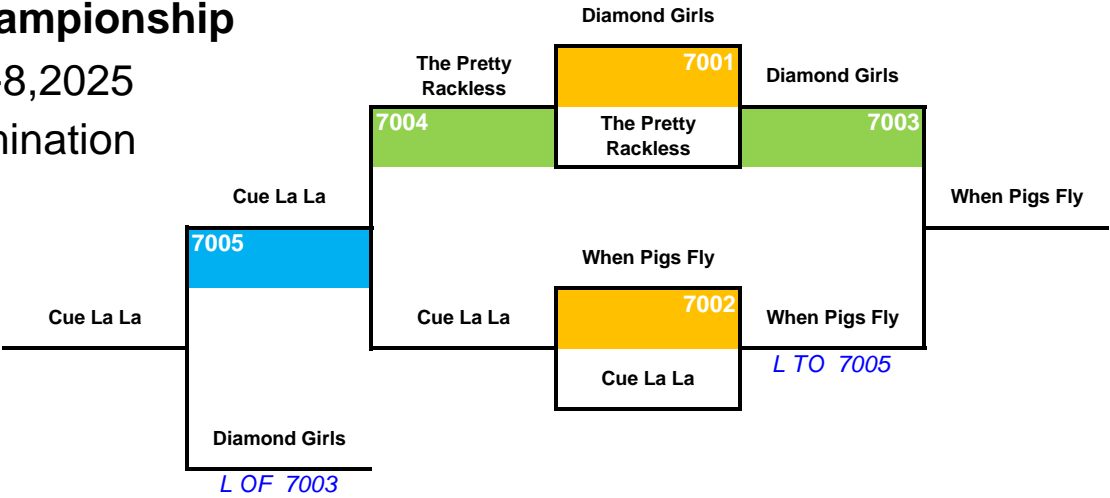 ampionship
8,2025
ination
Diamond Girls
The Pretty
Rackless
7001
Diamond Girls
7004
The Pretty
Rackless
7003
Cue La La
When Pigs Fly
7005
When Pigs Fly
7002
Cue La La
Cue La La
When Pigs Fly
L TO 7005
Cue La La
Diamond Girls
L OF 7003